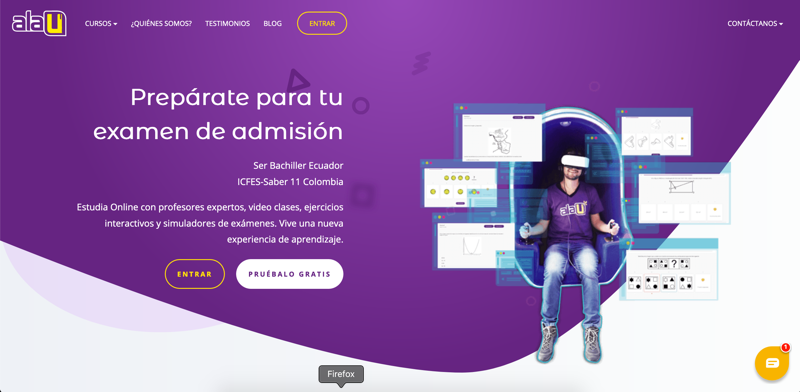 alaU
CURSOS
¿QUIÉNES SOMOS?
TESTIMONIOS
BLOG
ENTRAR
CONTÁCTANOS
Prepárate para tu
examen de admisión
Ser Bachiller Ecuador
ICFES-Saber 11 Colombia
Estudia Online con profesores expertos, video clases, ejercicios
interactivos y simuladores de exámenes. Vive una nueva
experiencia de aprendizaje.
ENTRAR
PRUÉBALO GRATIS
alaU
?
1
Firefox